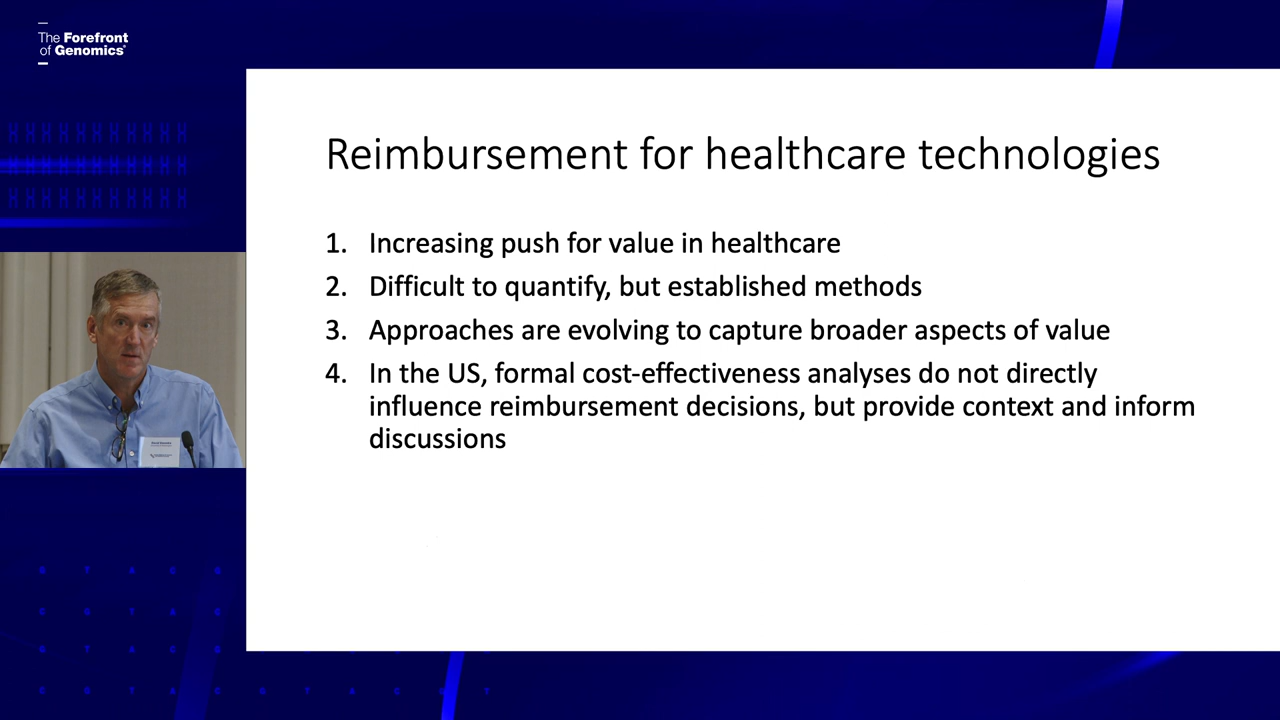 The Forefront
of Genomics
Reimbursement for healthcare technologies
1. Increasing push for value in healthcare
2. Difficult to quantify, but established methods
3. Approaches are evolving to capture broader aspects of value
4. In the US, formal cost-effectiveness analyses do not directly
influence reimbursement decisions, but provide context and inform
discussions